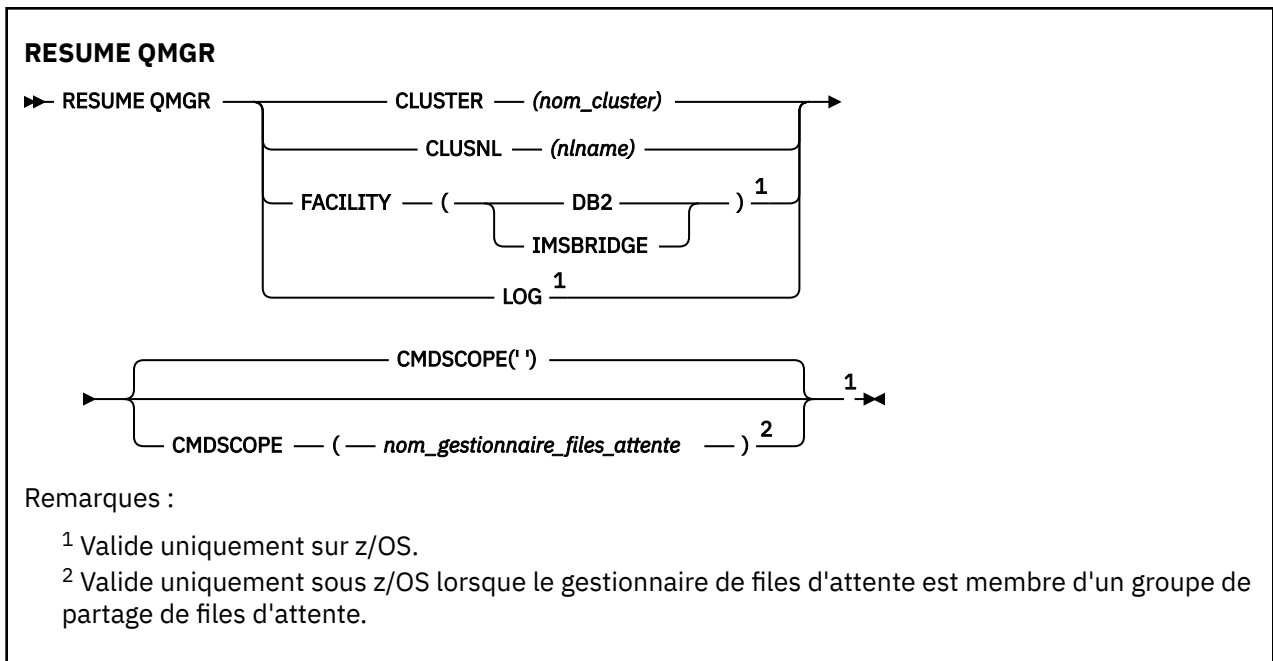 RESUME QMGR
RESUME QMGR CLUSTER (nom_cluster)
CLUSNL (nlname)
FACILITY ( DB2 ) 1
IMSBRIDGE
LOG 1
CMDSCOPE(' ')
1
CMDSCOPE ( nom_gestionnaire_files_attente ) 2
Remarques :
1 Valide uniquement sur z/OS.
2 Valide uniquement sous z/OS lorsque le gestionnaire de files d'attente est membre d'un groupe de
partage de files d'attente.